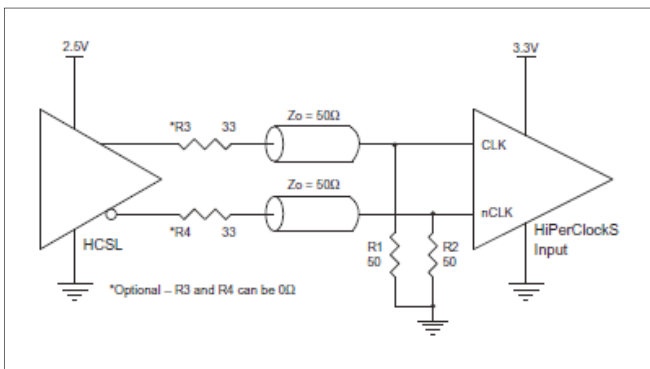 2.5V
3.3V
*R3 33
Zo = 50Ω
CLK
Zo = 50Ω
*R4 33
nCLK
HCSL
R1
50
R2
50
HiPerClockS
Input
*Optional – R3 and R4 can be 0Ω